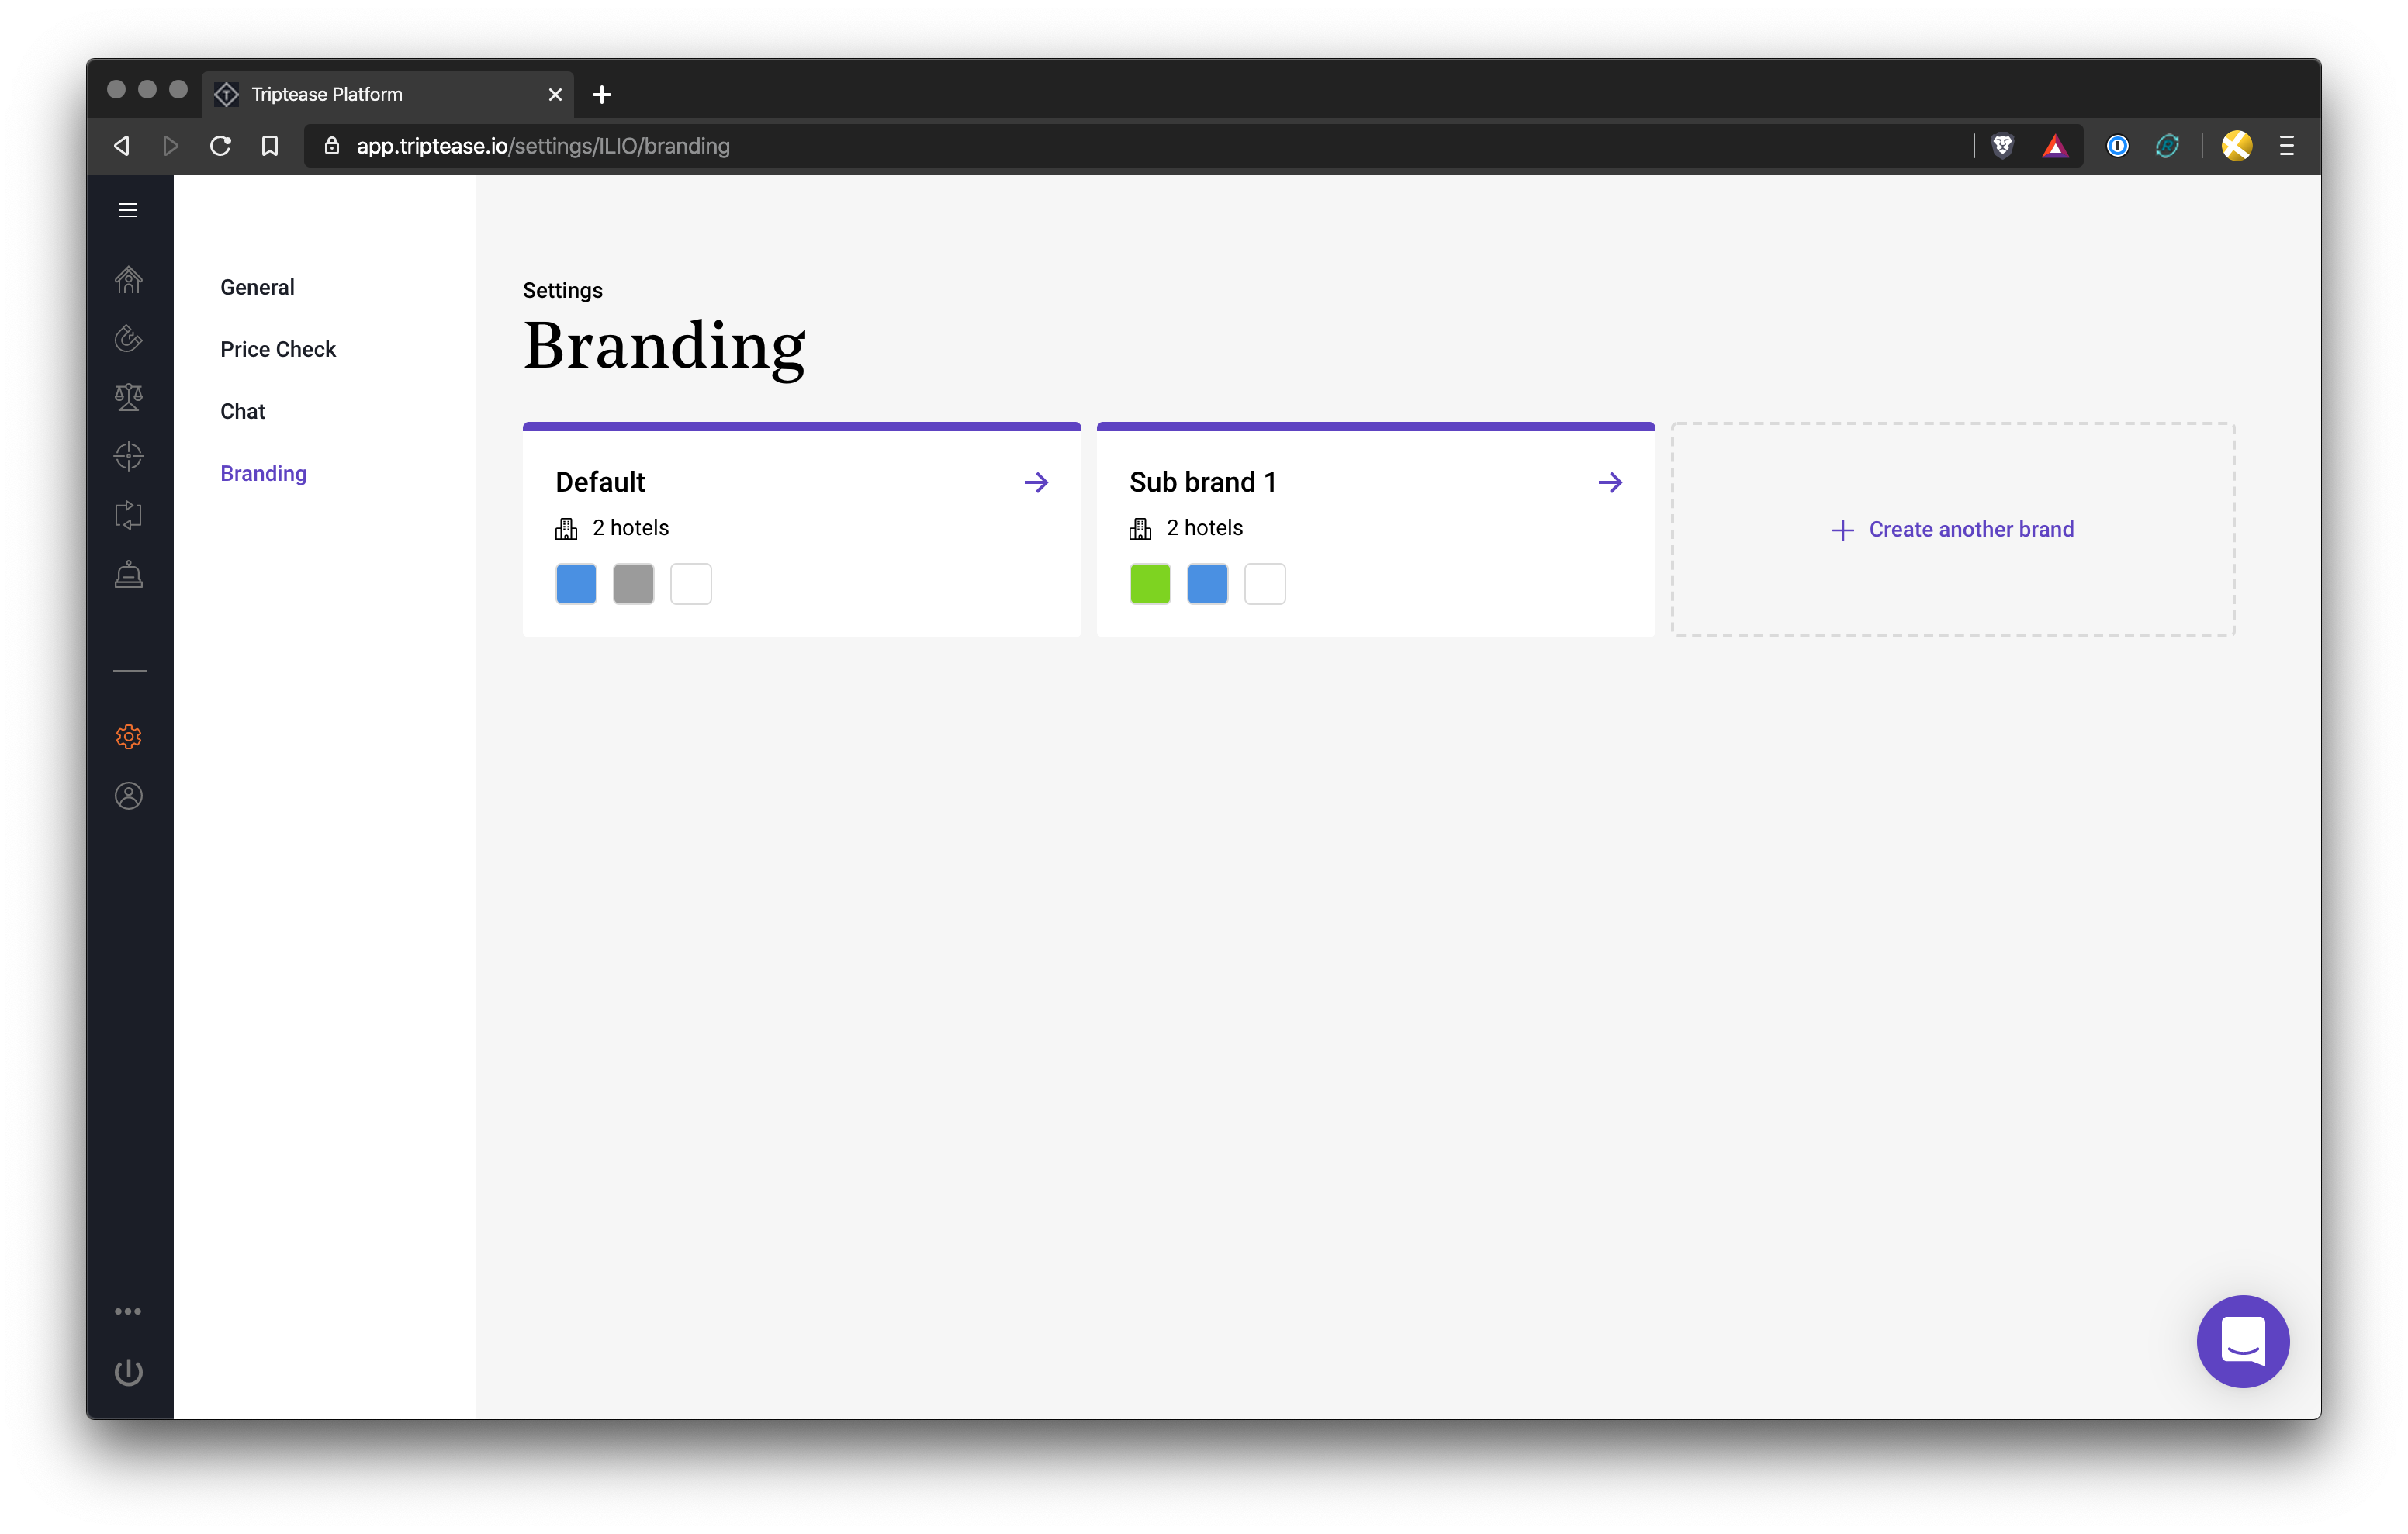 Triptease Platform
app.triptease.io/settings/ILIO/branding
General
Price Check
Chat
Branding
Settings
Branding
Default
2 hotels
Sub brand 1
2 hotels
Create another brand